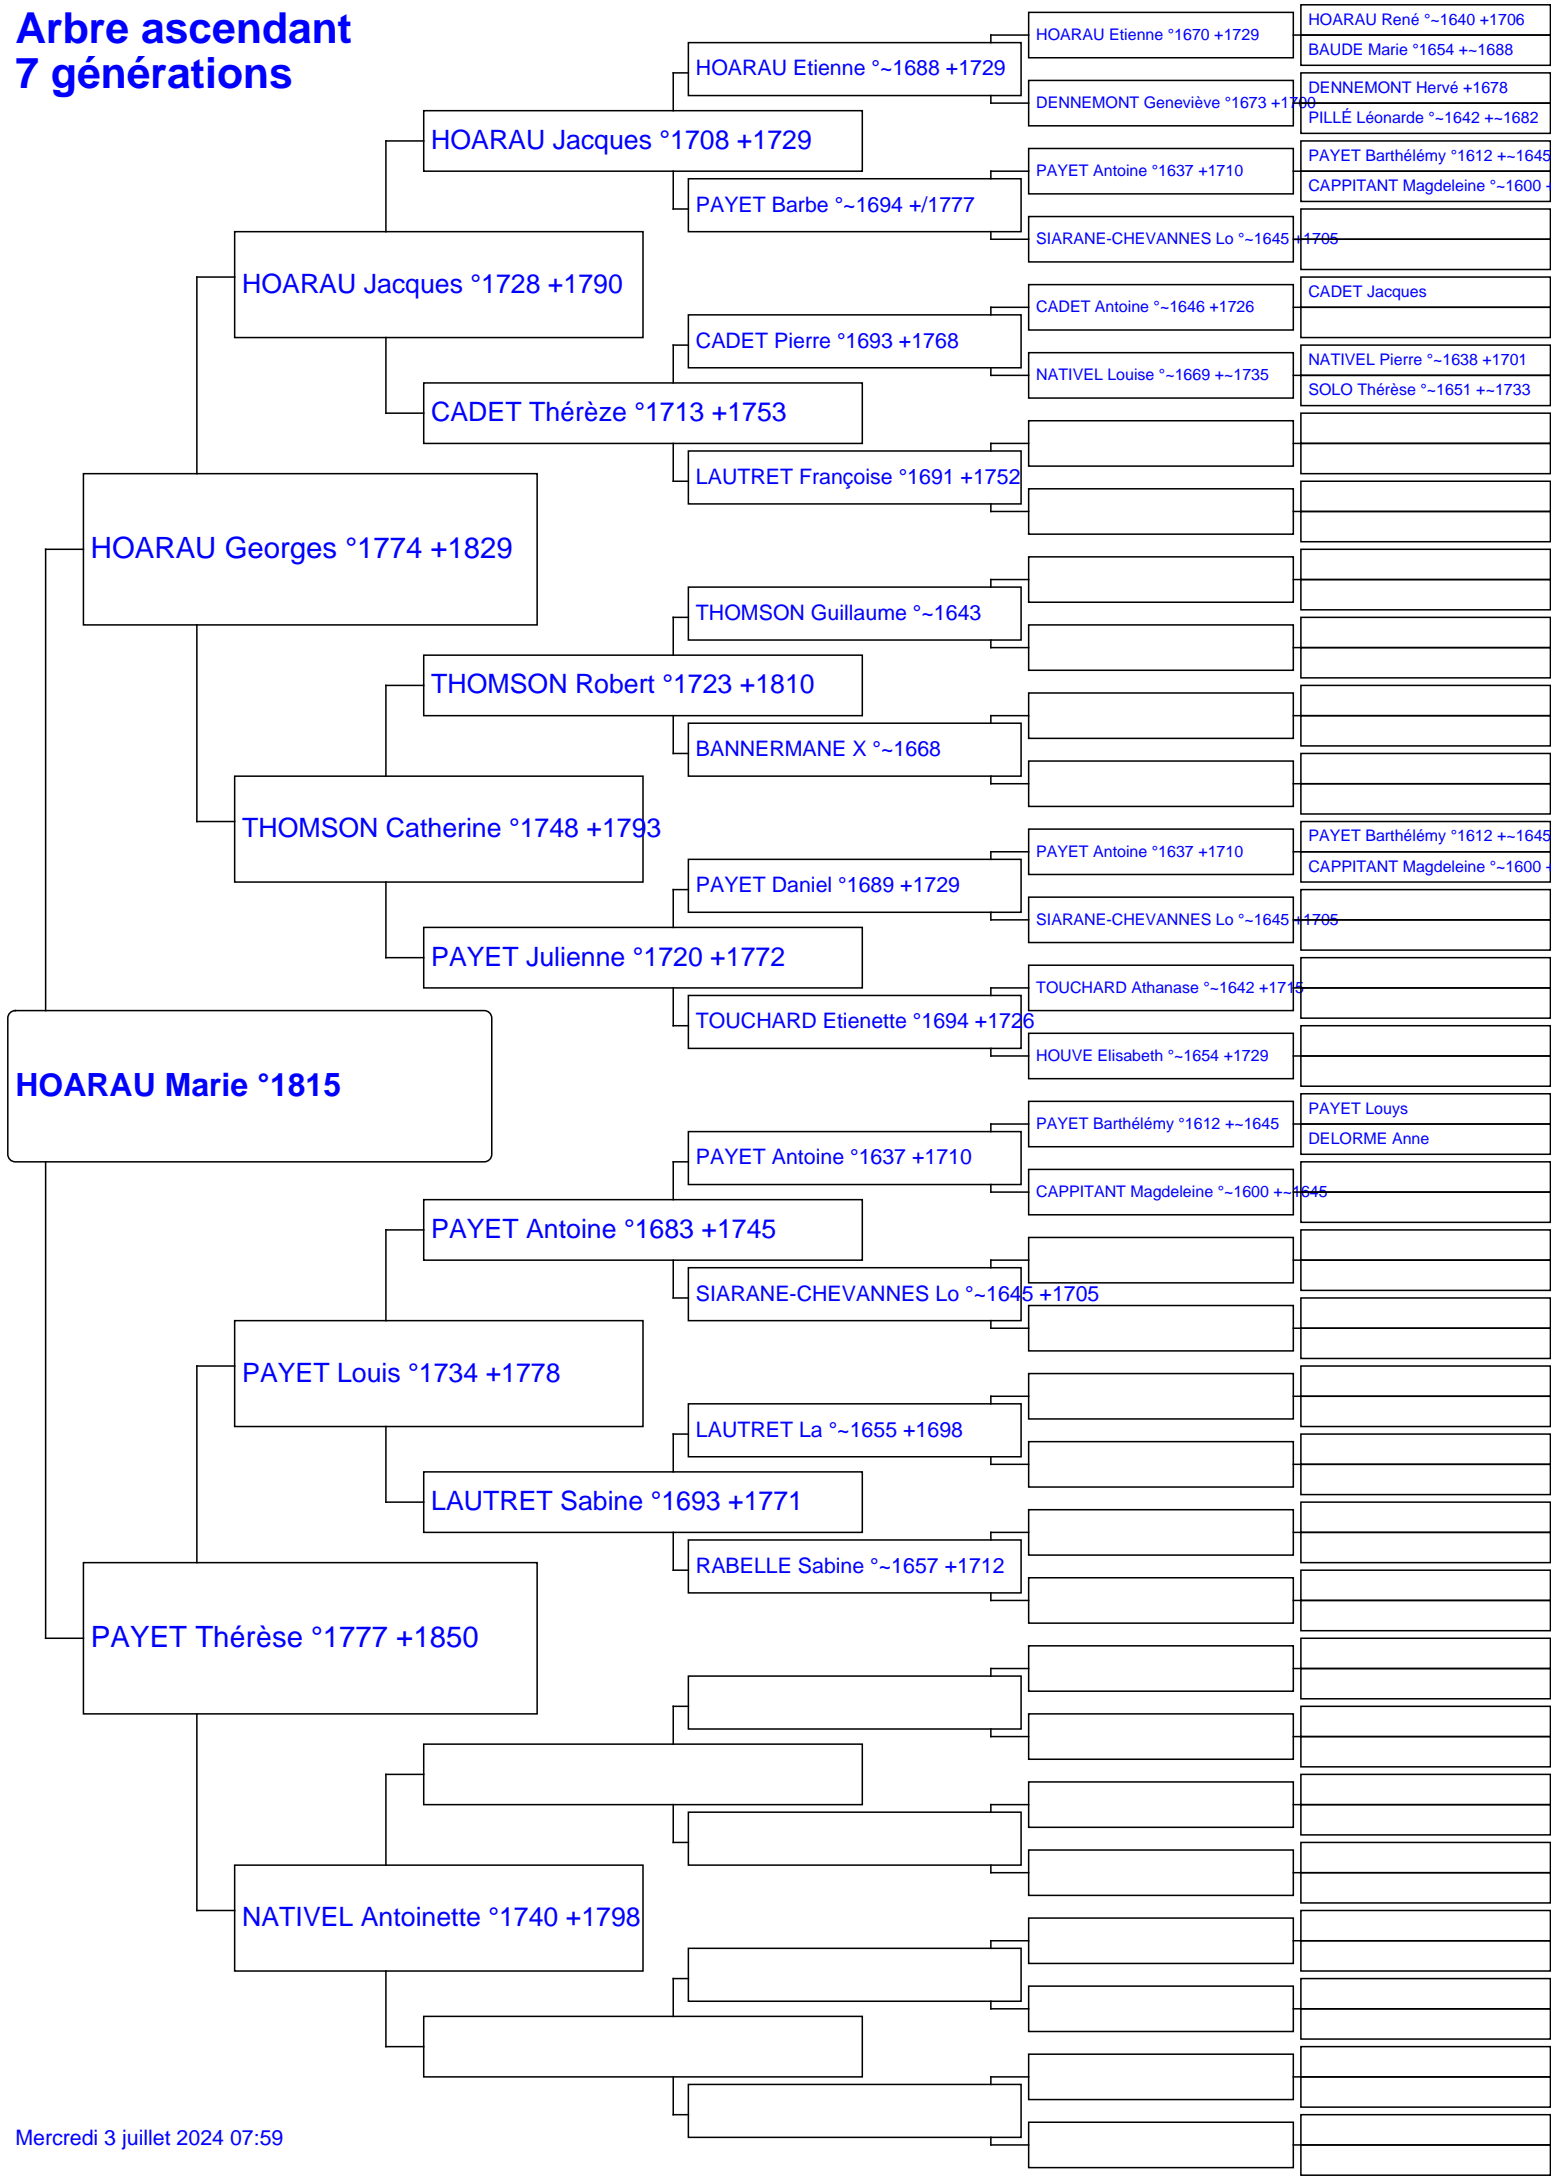 Arbre ascendant
7 générations
HOARAU Marie °1815
HOARAU Georges °1774 +1829
PAYET Thérèse °1777 +1850
HOARAU Jacques °1728 +1790
THOMSON Catherine °1748 +1793
PAYET Louis °1734 +1778
NATIVEL Antoinette °1740 +1798
HOARAU Jacques °1708 +1729
CADET Thérèze °1713 +1753
THOMSON Robert °1723 +1810
PAYET Julienne °1720 +1772
PAYET Antoine °1683 +1745
LAUTRET Sabine °1693 +1771
HOARAU Etienne °~1688 +1729
PAYET Barbe °~1694 +/1777
CADET Pierre °1693 +1768
LAUTRET Françoise °1691 +1752
THOMSON Guillaume °~1643
BANNERMANE X °~1668
PAYET Daniel °1689 +1729
TOUCHARD Etienette °1694 +1726
PAYET Antoine °1637 +1710
SIARANE-CHEVANNES Lo °~1645 +1705
LAUTRET La °~1655 +1698
RABELLE Sabine °~1657 +1712
HOARAU Etienne °1670 +1729
DENNEMONT Geneviève °1673 +1700
PAYET Antoine °1637 +1710
SIARANE-CHEVANNES Lo °~1645 +1705
CADET Antoine °~1646 +1726
NATIVEL Louise °~1669 +~1735
PAYET Antoine °1637 +1710
SIARANE-CHEVANNES Lo °~1645 +1705
TOUCHARD Athanase °~1642 +1715
HOUVE Elisabeth °~1654 +1729
PAYET Barthélémy °1612 +~1645
CAPPITANT Magdeleine °~1600 +~1645
HOARAU René °~1640 +1706
BAUDE Marie °1654 +~1688
DENNEMONT Hervé +1678
PILLÉ Léonarde °~1642 +~1682
PAYET Barthélémy °1612 +~1645
CAPPITANT Magdeleine °~1600 +
CADET Jacques
NATIVEL Pierre °~1638 +1701
SOLO Thérèse °~1651 +~1733
PAYET Barthélémy °1612 +~1645
CAPPITANT Magdeleine °~1600 +
PAYET Louys
DELORME Anne
Mercredi 3 juillet 2024 07:59